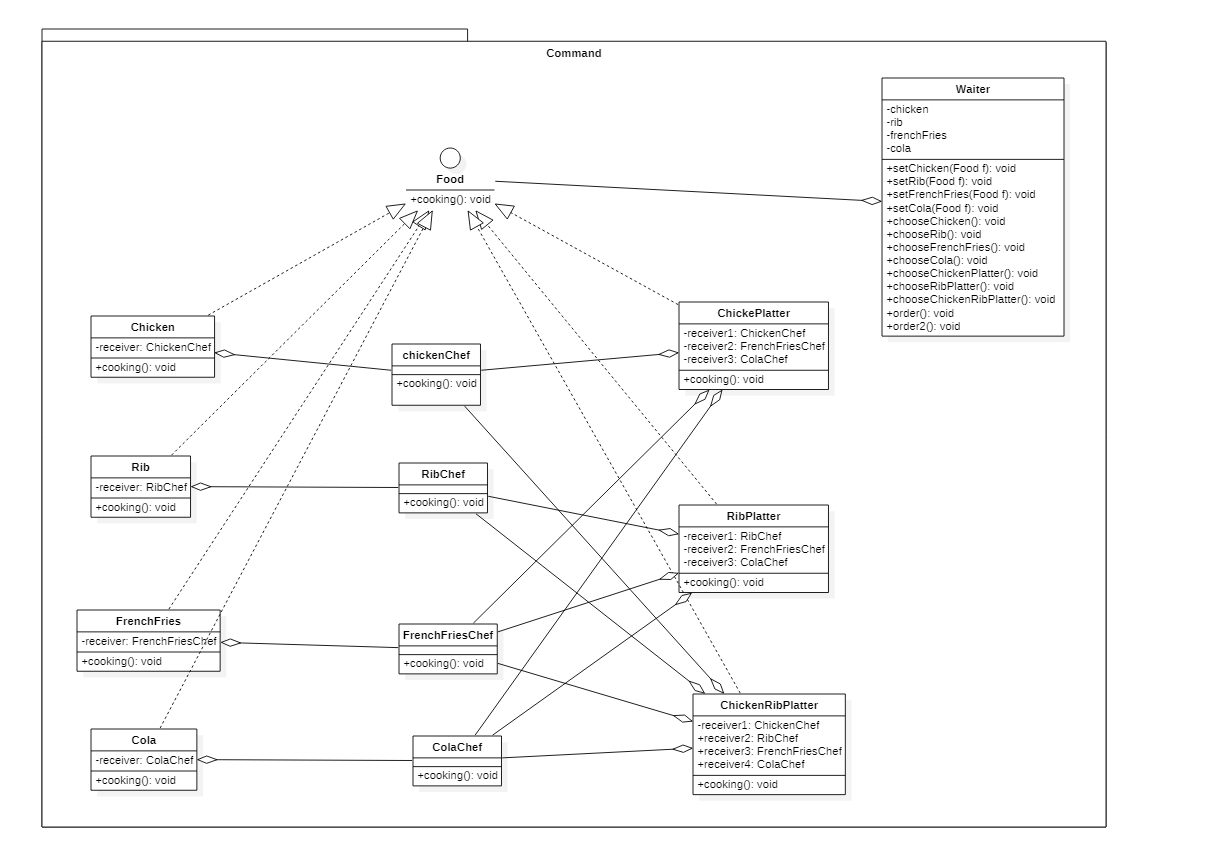 Command
Waiter
-chicken
-rib
-frenchFries
-cola
+setChicken(Food f): void
+setRib(Food f): void
+setFrenchFries(Food f): void
+setCola(Food f): void
+chooseChicken(): void
+chooseRib(): void
+chooseFrenchFries(): void
+chooseCola(): void
+chooseChickenPlatter(): void
+chooseRibPlatter(): void
+chooseChickenRibPlatter(): void
+order(): void
+order2(): void
Food
+cooking(): void
Chicken
-receiver: ChickenChef
+cooking(): void
chickenChef
+cooking(): void
ChickePlatter
-receiver1: ChickenChef
-receiver2: FrenchFriesChef
-receiver3: ColaChef
+cooking(): void
Rib
-receiver: RibChef
+cooking(): void
RibChef
+cooking(): void
RibPlatter
-receiver1: RibChef
-receiver2: FrenchFriesChef
-receiver3: ColaChef
+cooking(): void
FrenchFries
-receiver: FrenchFriesChef
+cooking(): void
FrenchFriesChef
+cooking(): void
ChickenRibPlatter
-receiver1: ChickenChef
+receiver2: RibChef
+receiver3: FrenchFriesChef
+receiver4: ColaChef
+cooking(): void
Cola
-receiver: ColaChef
+cooking(): void
ColaChef
+cooking(): void